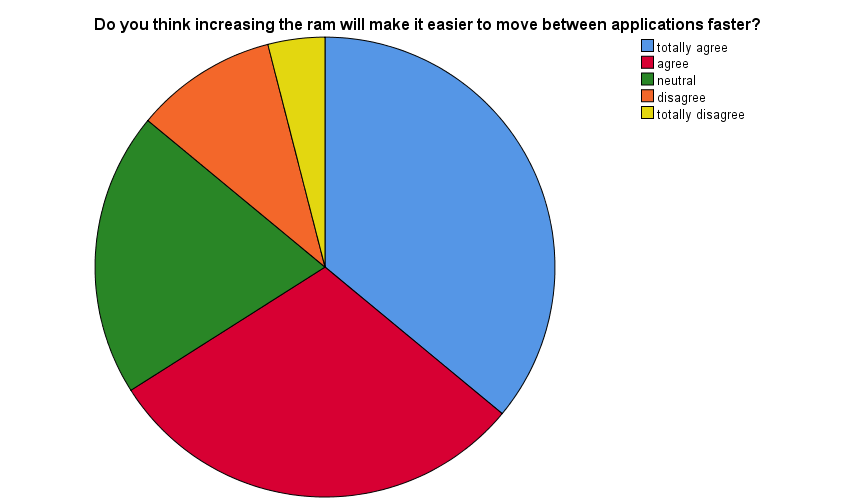 Do you think increasing the ram will make it easier to move between applications faster?
totally agree
agree
neutral
disagree
totally disagree